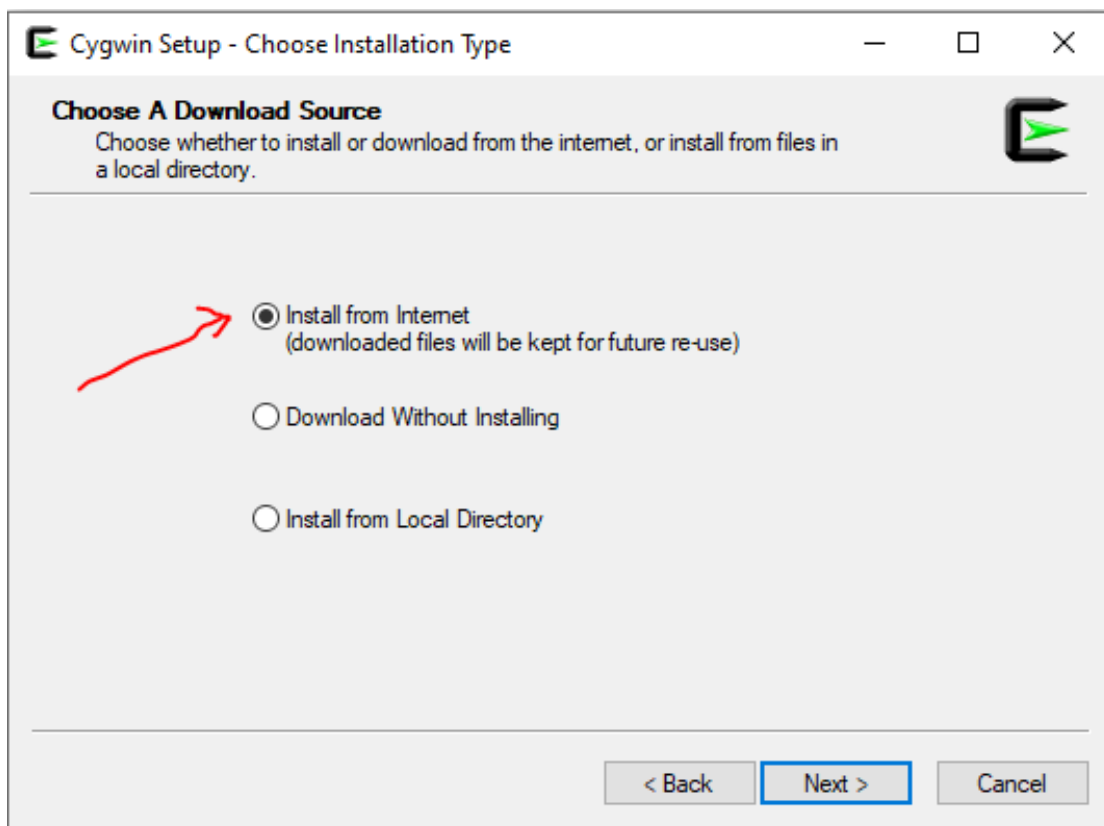 Cygwin Setup - Choose Installation Type
Choose A Download Source
Choose whether to install or download from the internet, or install from files in
a local directory.
Install from Internet
(downloaded files will be kept for future re-use)
Download Without Installing
Install from Local Directory
< Back Next > Cancel